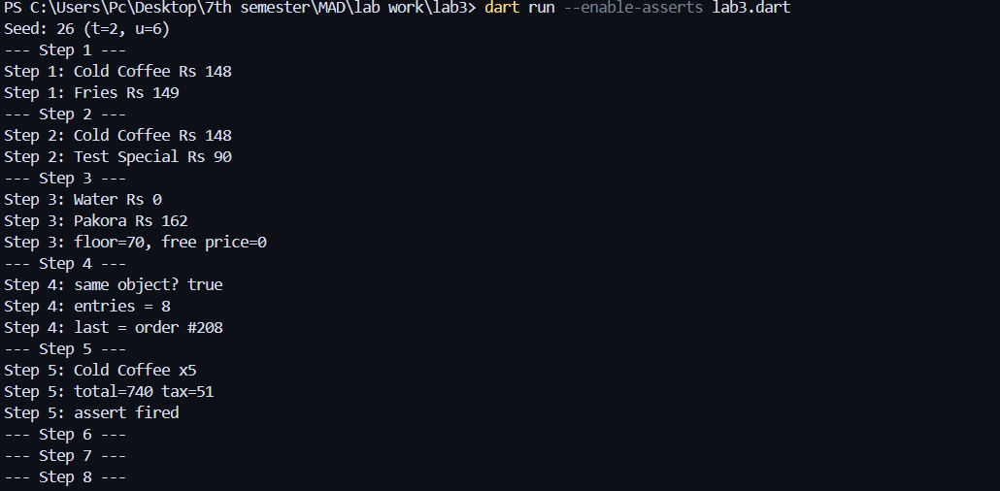 PS C:\Users\Pc\Desktop\7th semester\MAD\lab work\lab3> dart run --enable-asserts lab3.dart
Seed: 26 (t=2, u=6)
--- Step 1 ---
Step 1: Cold Coffee Rs 148
Step 1: Fries Rs 149
--- Step 2 ---
Step 2: Cold Coffee Rs 148
Step 2: Test Special Rs 90
--- Step 3 ---
Step 3: Water Rs 0
Step 3: Pakora Rs 162
Step 3: floor=70, free price=0
--- Step 4 ---
Step 4: same object? true
Step 4: entries = 8
Step 4: last = order #208
--- Step 5 ---
Step 5: Cold Coffee x5
Step 5: total=740 tax=51
Step 5: assert fired
--- Step 6 ---
--- Step 7 ---
--- Step 8 ---